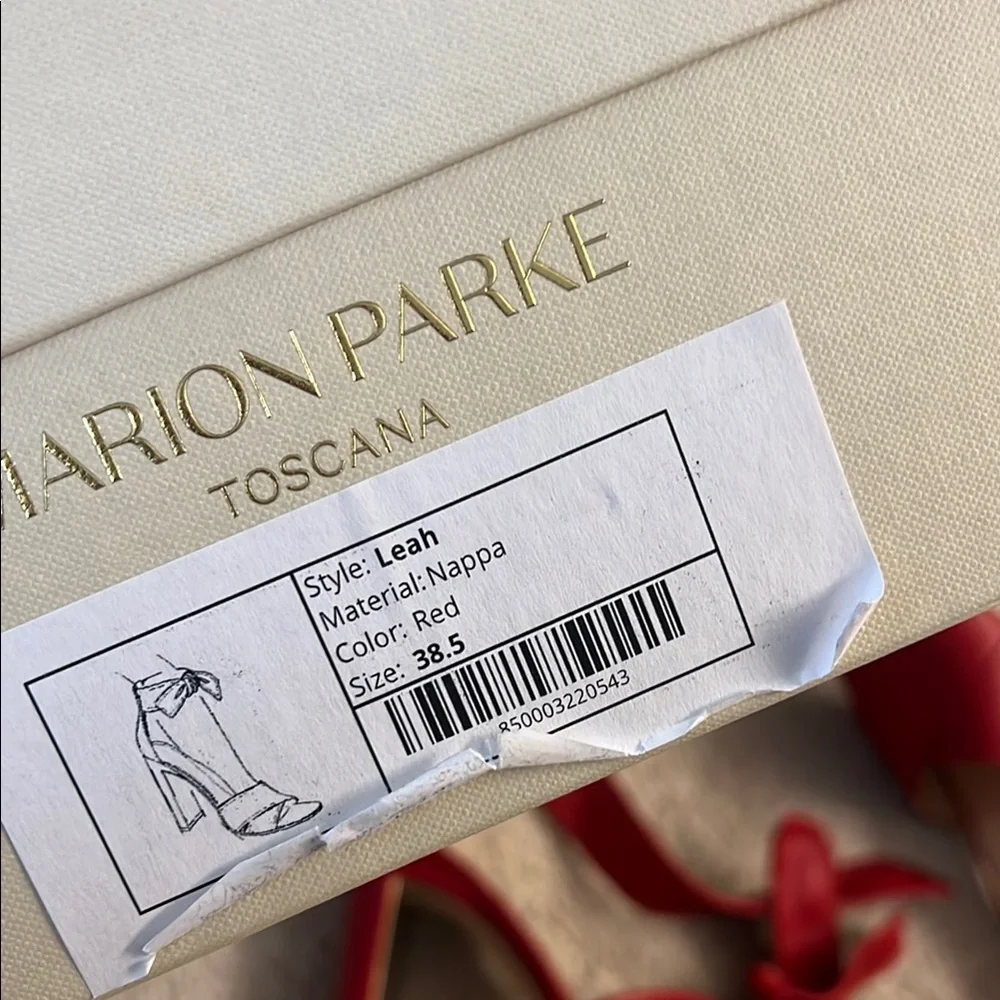 MARION PARKE
TOSCANA
Style: Leah
Material: Nappa
Color: Red
Size: 38.5
850003220543